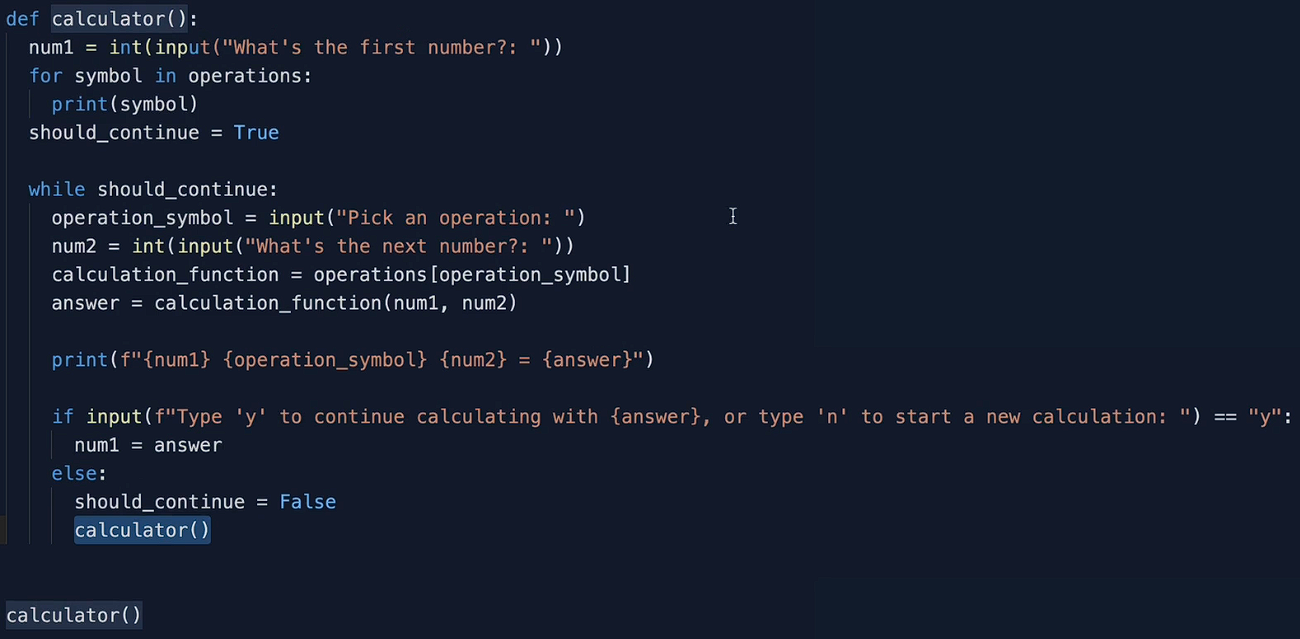 def calculator():
  num1 = int(input("What's the first number?: "))
  for symbol in operations:
    print(symbol)
  should_continue = True

  while should_continue:
    operation_symbol = input("Pick an operation: ")
    num2 = int(input("What's the next number?: "))
    calculation_function = operations[operation_symbol]
    answer = calculation_function(num1, num2)

    print(f"{num1} {operation_symbol} {num2} = {answer}")

    if input(f"Type 'y' to continue calculating with {answer}, or type 'n' to start a new calculation: ") == "y":
      num1 = answer
    else:
      should_continue = False
      calculator()

calculator()